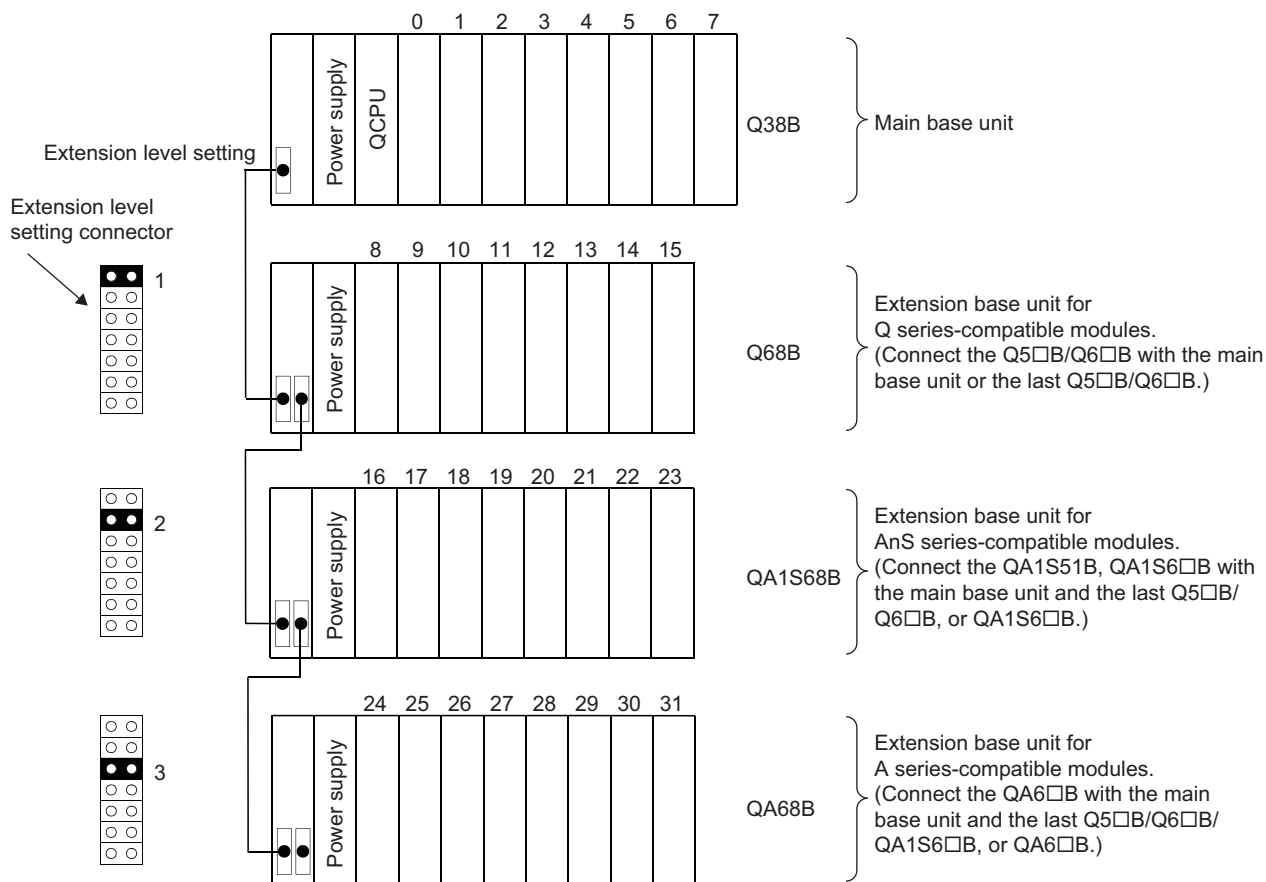 0 1 2 3 4 5 6 7
Power supply
QCPU
Q38B
Main base unit
Extension level setting
Extension level
setting connector
1
8 9 10 11 12 13 14 15
Power supply
Q68B
Extension base unit for
Q series-compatible modules.
(Connect the Q5□B/Q6□B with the main
base unit or the last Q5□B/Q6□B.)
2
16 17 18 19 20 21 22 23
Power supply
QA1S68B
Extension base unit for
AnS series-compatible modules.
(Connect the QA1S51B, QA1S6□B with
the main base unit and the last Q5□B/
Q6□B, or QA1S6□B.)
3
24 25 26 27 28 29 30 31
Power supply
QA68B
Extension base unit for
A series-compatible modules.
(Connect the QA6□B with the main
base unit and the last Q5□B/Q6□B/
QA1S6□B, or QA6□B.)